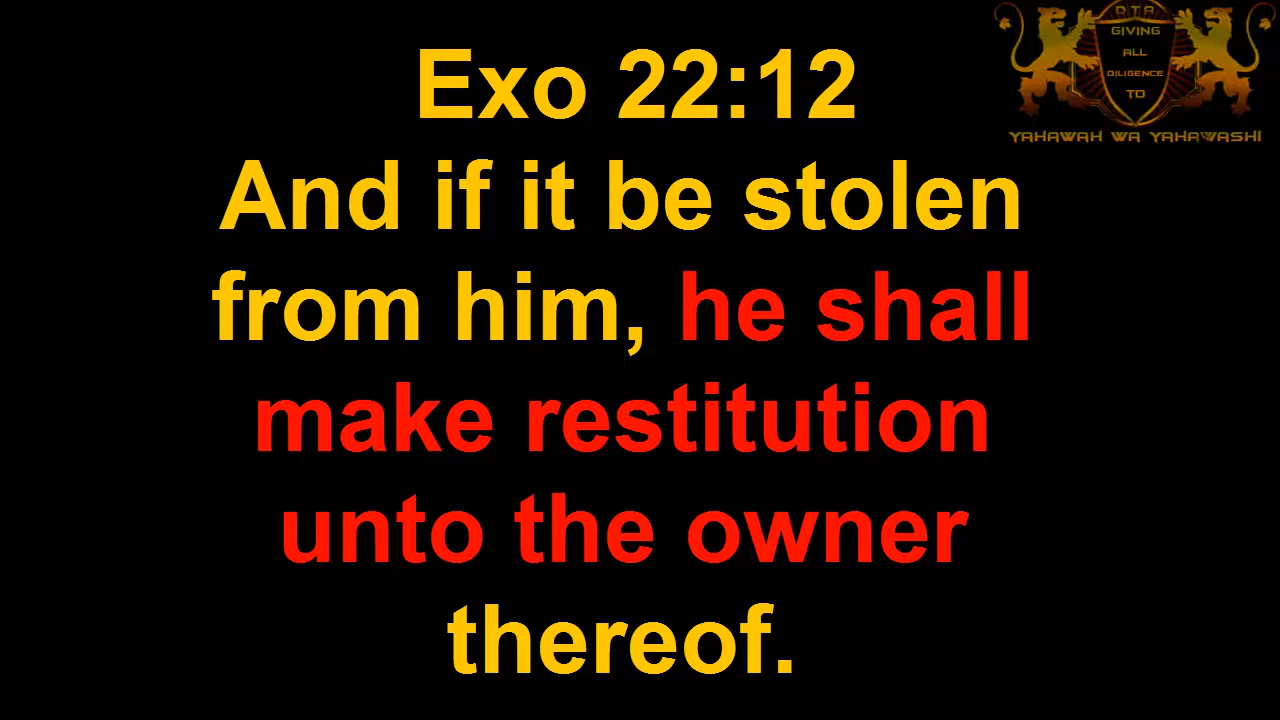 Exo 22:12
And if it be stolen
from him, he shall
make restitution
unto the owner
thereof.
DTA
GIVING
ALL
DILIGENCE
TO
YAHAWAH WA YAHAWASHI